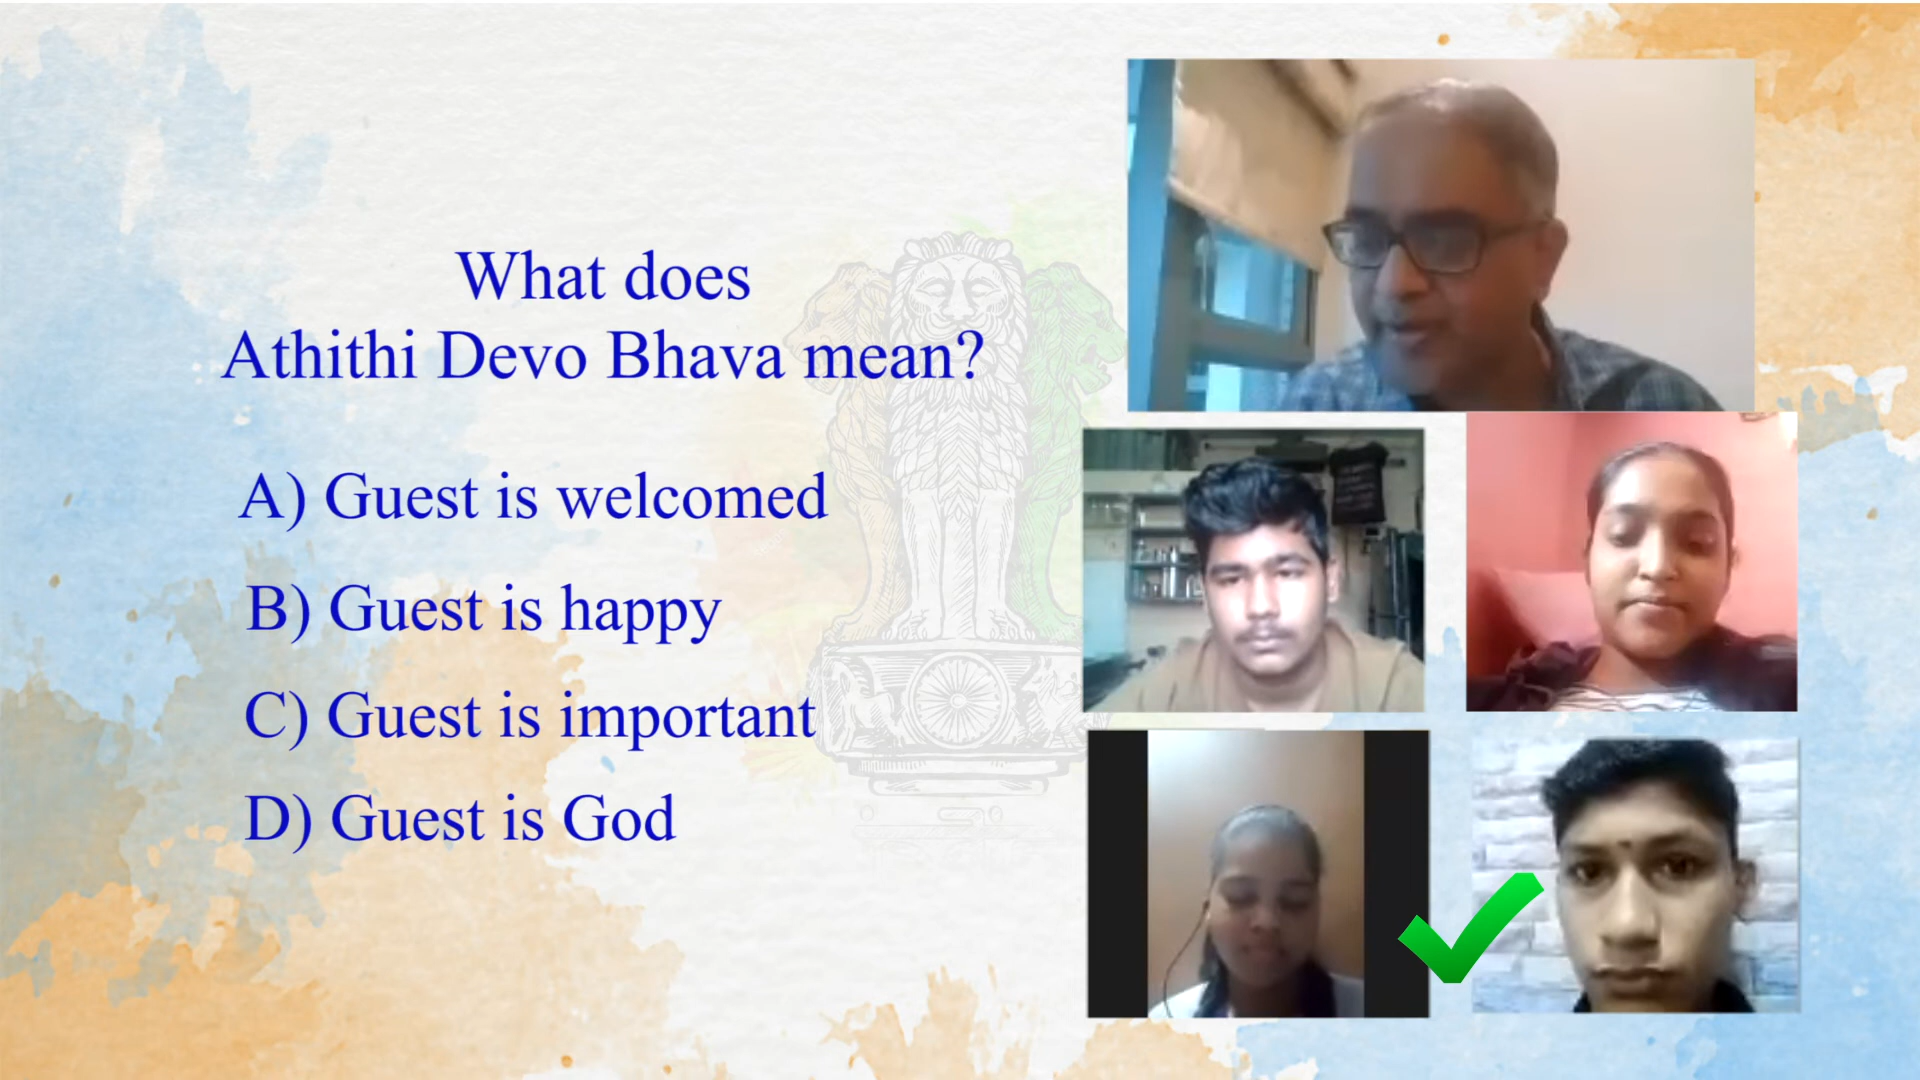 What does
Athithi Devo Bhava mean?
A) Guest is welcomed
B) Guest is happy
C) Guest is important
D) Guest is God